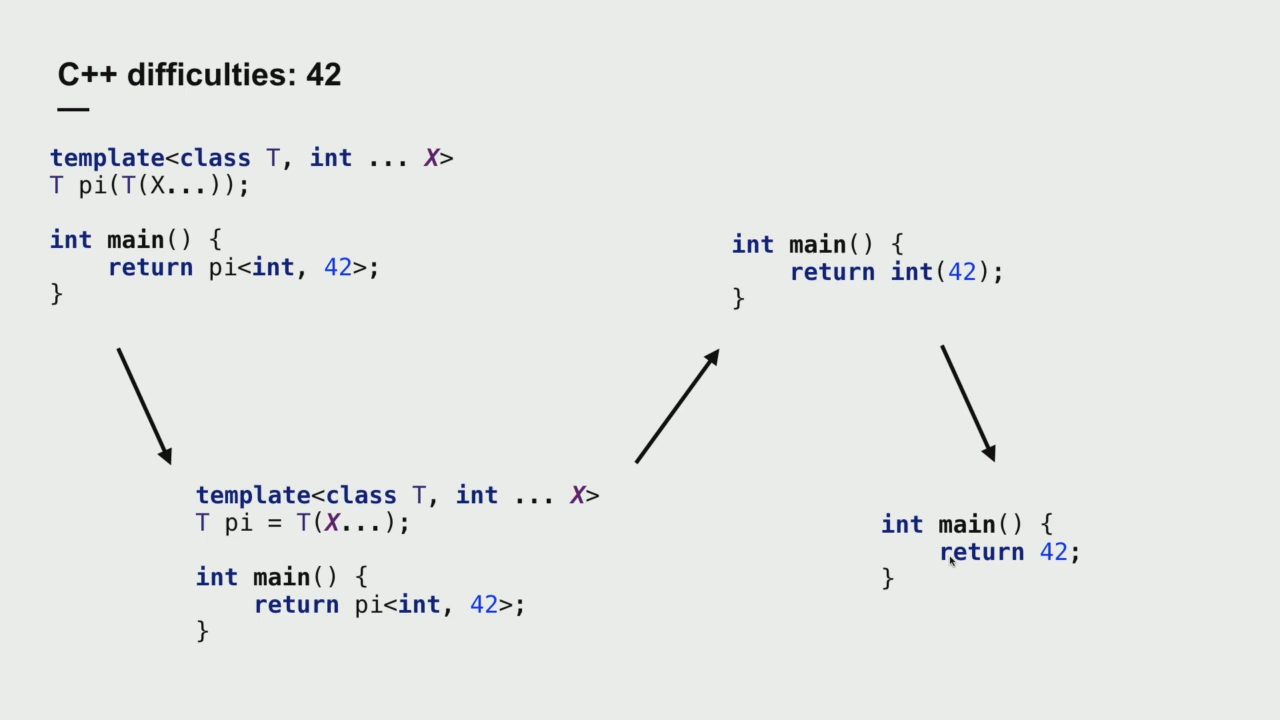 C++ difficulties: 42
template<class T, int ... X>
T pi(T(X...));
int main() {
    return pi<int, 42>;
}
template<class T, int ... X>
T pi = T(X...);
int main() {
    return pi<int, 42>;
}
int main() {
    return int(42);
}
int main() {
    return 42;
}